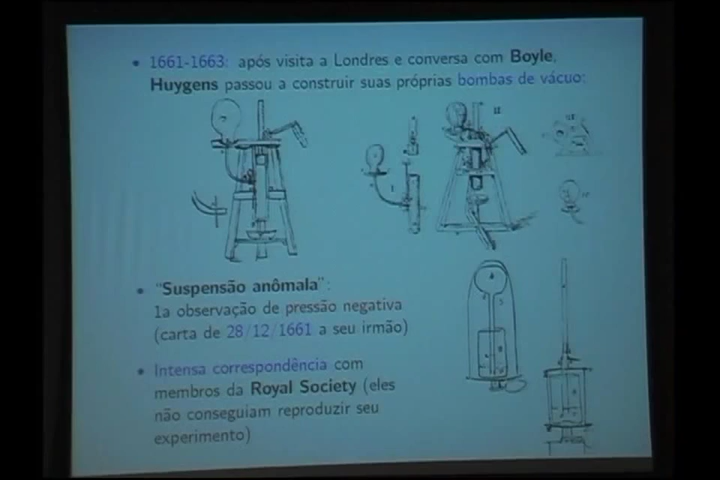 • 1661-1663: após visita a Londres e conversa com Boyle,
Huygens passou a construir suas próprias bombas de vácuo:
• "Suspensão anômala":
1a observação de pressão negativa
(carta de 28/12/1661 a seu irmão)
• Intensa correspondência com
membros da Royal Society (eles
não conseguiam reproduzir seu
experimento)